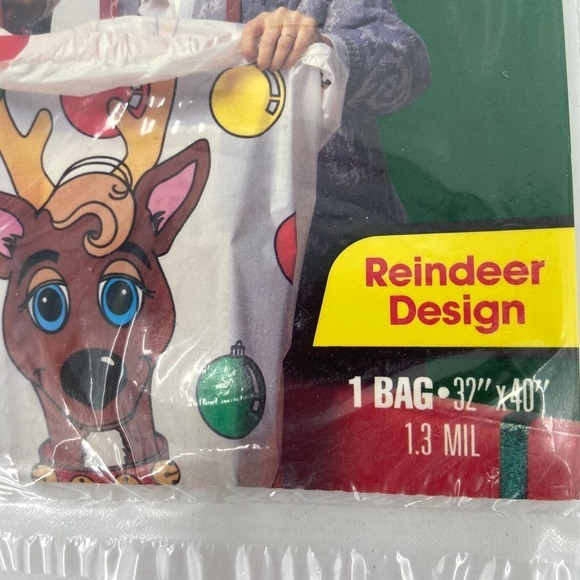 Reindeer
Design
1 BAG • 32" x 40"
1.3 MIL